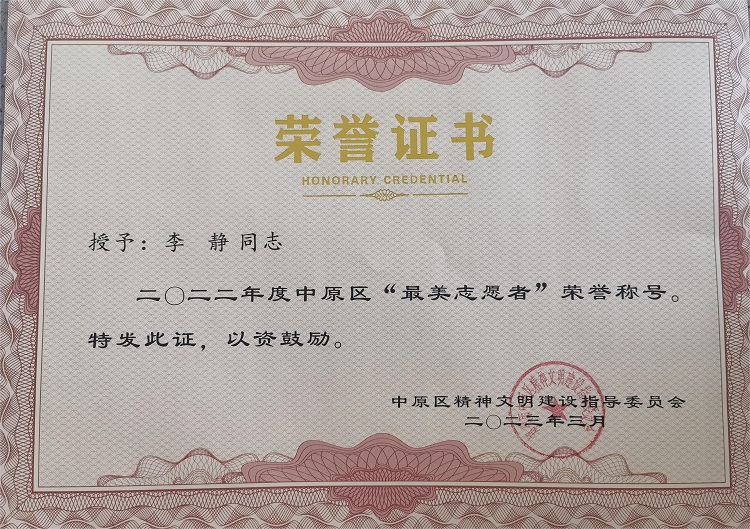 荣誉证书
HONORARY CREDENTIAL
授予：李 静 同志
二〇二二年度中原区“最美志愿者”荣誉称号。
特发此证，以资鼓励。
中原区精神文明建设指导委员会
二〇二三年三月